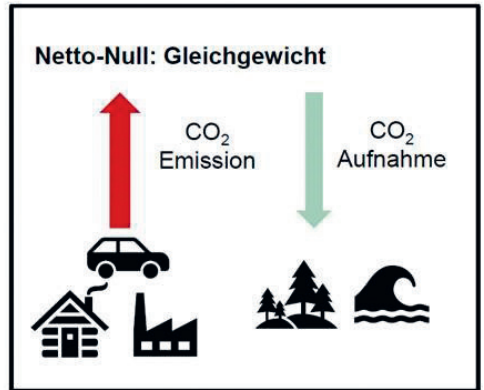 Netto-Null: Gleichgewicht
CO₂
Emission
CO₂
Aufnahme